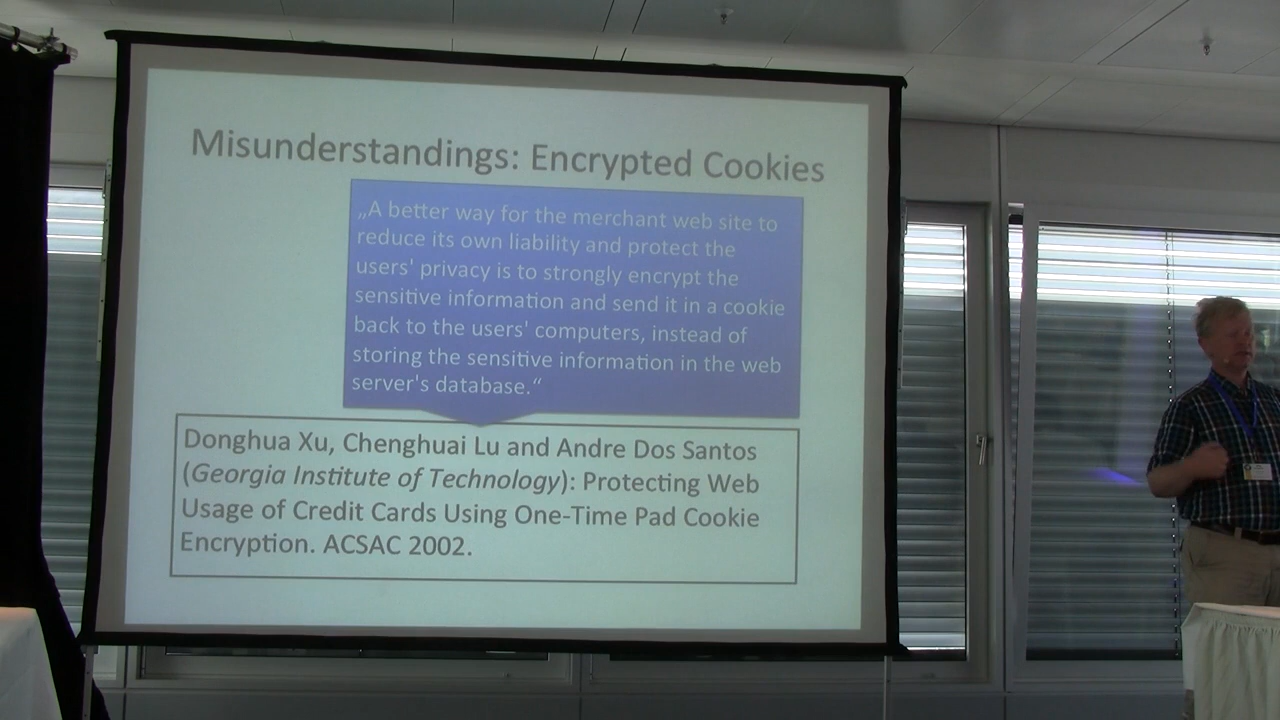 Misunderstandings: Encrypted Cookies
„A better way for the merchant web site to
reduce its own liability and protect the
users' privacy is to strongly encrypt the
sensitive information and send it in a cookie
back to the users' computers, instead of
storing the sensitive information in the web
server's database.“
Donghua Xu, Chenghuai Lu and Andre Dos Santos
(Georgia Institute of Technology): Protecting Web
Usage of Credit Cards Using One-Time Pad Cookie
Encryption. ACSAC 2002.